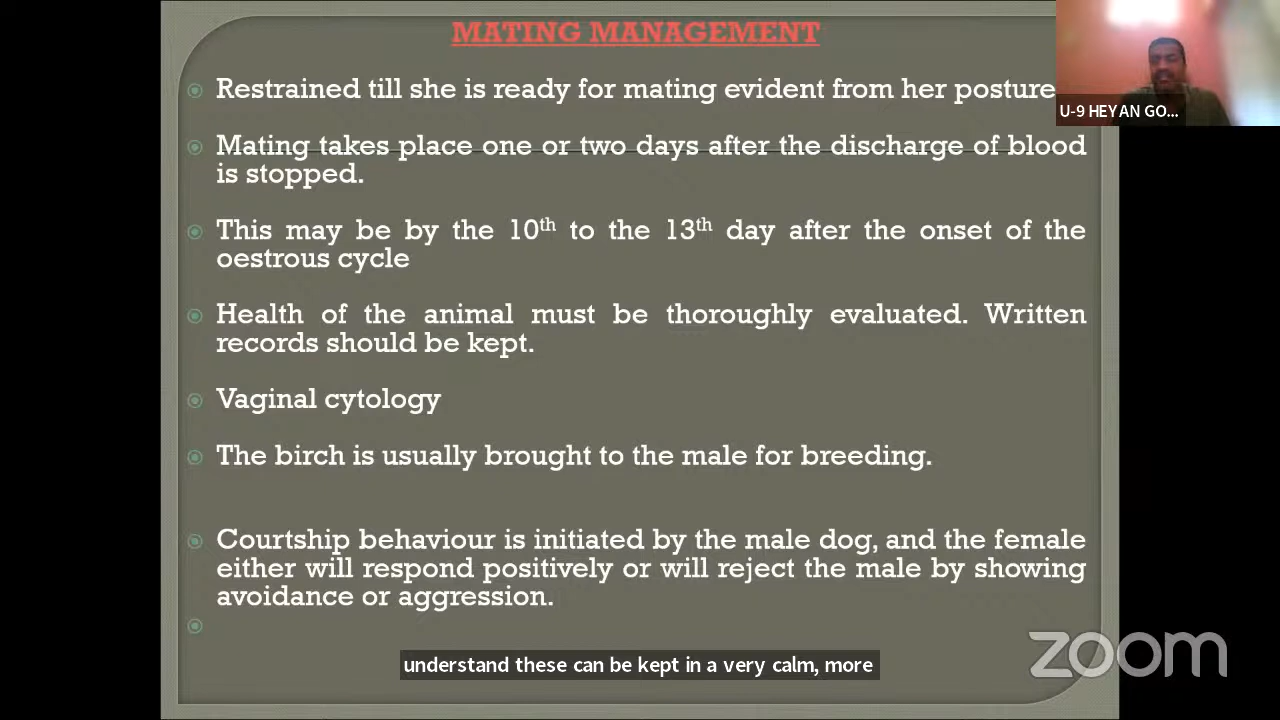 MATING MANAGEMENT
Restrained till she is ready for mating evident from her posture
U-9 HEYAN GO...
Mating takes place one or two days after the discharge of blood
is stopped.
This may be by the 10th to the 13th day after the onset of the
oestrous cycle
Health of the animal must be thoroughly evaluated. Written
records should be kept.
Vaginal cytology
The birch is usually brought to the male for breeding.
Courtship behaviour is initiated by the male dog, and the female
either will respond positively or will reject the male by showing
avoidance or aggression.
understand these can be kept in a very calm, more
zoom